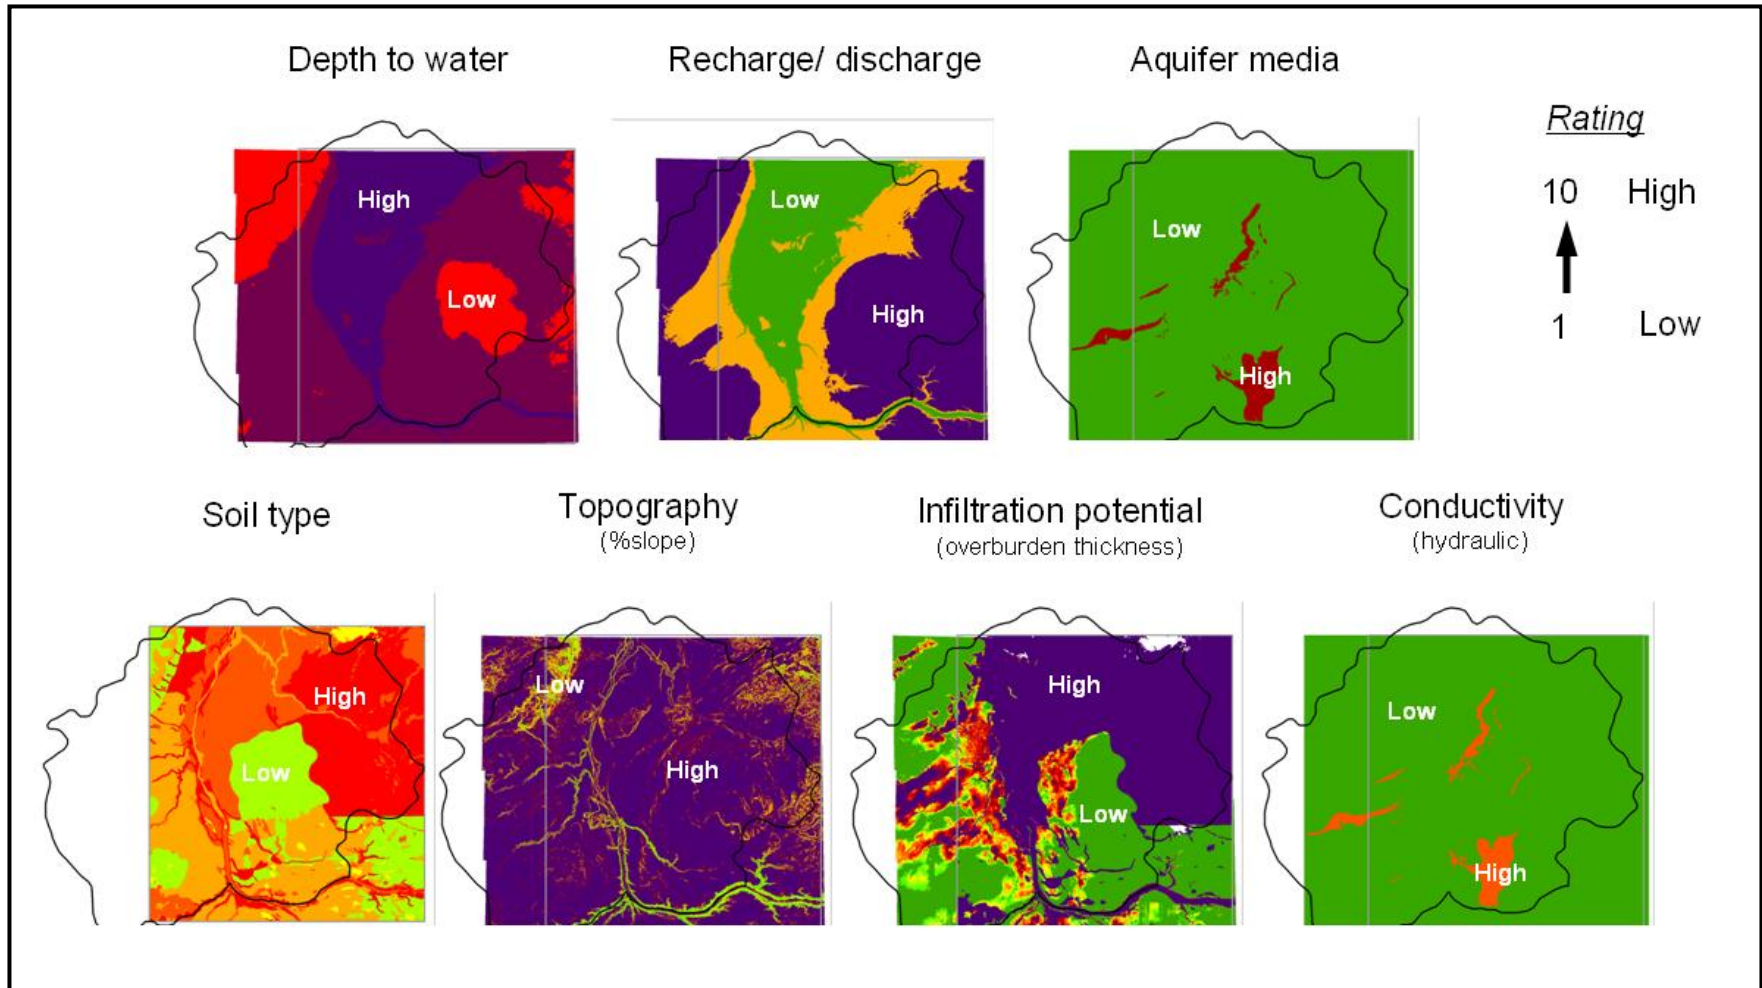 Depth to water
Recharge/ discharge
Aquifer media
Rating
10 High
1 Low
High
Low
Low
High
Low
High
Soil type
Topography
(%slope)
Infiltration potential
(overburden thickness)
Conductivity
(hydraulic)
High
Low
Low
High
High
Low
Low
High